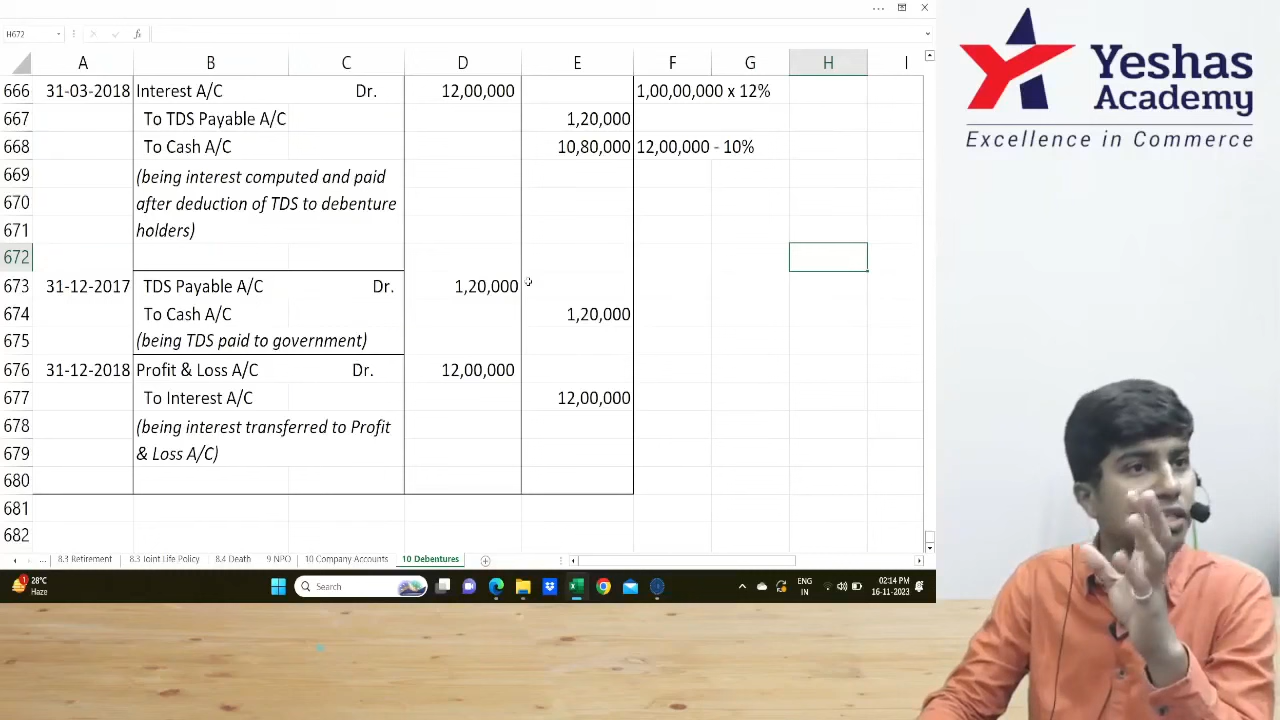 H672
fx
A B C D E F G H I
666 31-03-2018 Interest A/C Dr. 12,00,000 1,00,00,000 x 12%
667 To TDS Payable A/C 1,20,000
668 To Cash A/C 10,80,000 12,00,000 - 10%
669 (being interest computed and paid
670 after deduction of TDS to debenture
671 holders)
672
673 31-12-2017 TDS Payable A/C Dr. 1,20,000
674 To Cash A/C 1,20,000
675 (being TDS paid to government)
676 31-12-2018 Profit & Loss A/C Dr. 12,00,000
677 To Interest A/C 12,00,000
678 (being interest transferred to Profit
679 & Loss A/C)
680
681
682
... 8.3 Retirement 8.3 Joint Life Policy 8.4 Death 9 NPO 10 Company Accounts 10 Debentures
1 28°C
Haze
Search
ENG
IN
02:14 PM
16-11-2023
Yeshas
Academy
Excellence in Commerce